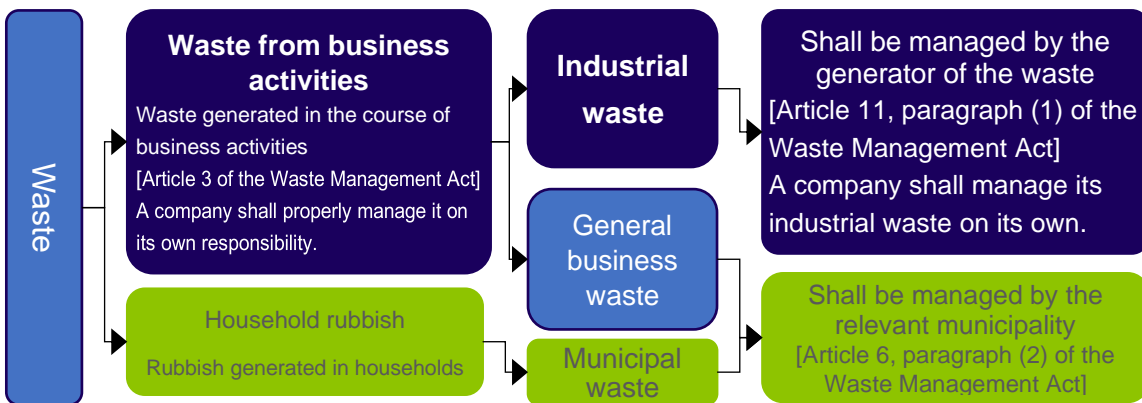 Waste
Waste from business
activities
Waste generated in the course of
business activities
[Article 3 of the Waste Management Act]
A company shall properly manage it on
its own responsibility.
Household rubbish
Rubbish generated in households
Industrial
waste
General
business
waste
Municipal
waste
Shall be managed by the
generator of the waste
[Article 11, paragraph (1) of the
Waste Management Act]
A company shall manage its
industrial waste on its own.
Shall be managed by the
relevant municipality
[Article 6, paragraph (2) of the
Waste Management Act]